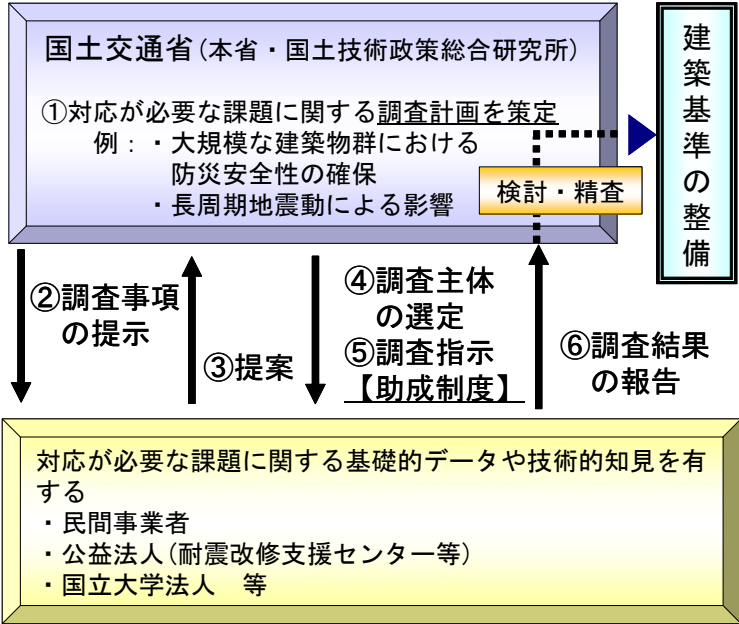 国土交通省(本省・国土技術政策総合研究所)
①対応が必要な課題に関する調査計画を策定
例：・大規模な建築物群における
防災安全性の確保
・長周期地震動による影響
検討・精査
建築基準の整備
②調査事項
の提示
③提案
④調査主体
の選定
⑤調査指示
【助成制度】
⑥調査結果
の報告
対応が必要な課題に関する基礎的データや技術的知見を有
する
・民間事業者
・公益法人(耐震改修支援センター等)
・国立大学法人　等